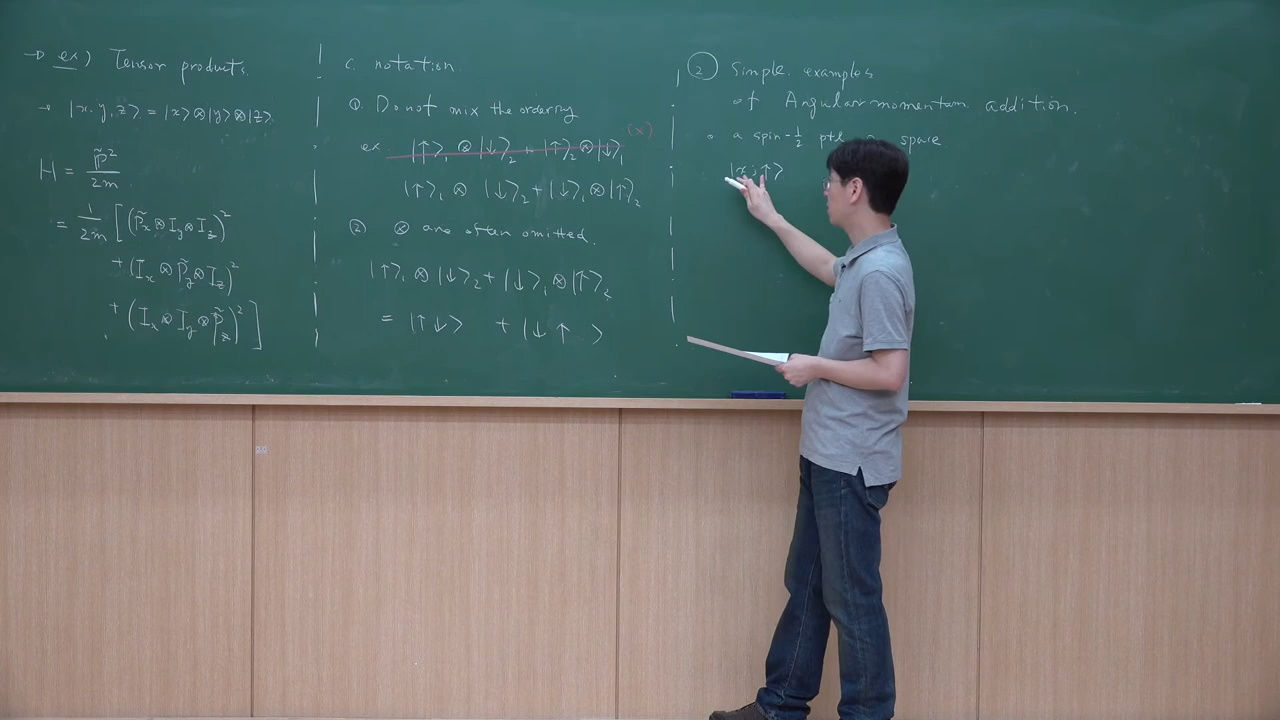 → ex) Tensor products.
→ |x, y, z⟩ = |x⟩⊗|y⟩⊗|z⟩
H = p̃² / 2m
= 1/2m [(p̃x ⊗ Iy ⊗ Iz)²
+ (Ix ⊗ p̃y ⊗ Iz)²
+ (Ix ⊗ Iy ⊗ p̃z)²]
c. notation.
① Do not mix the ordering
ex. |↑⟩₁ ⊗ |↓⟩₂ + |↑⟩₂ ⊗ |↓⟩₁ (x)
|↑⟩₁ ⊗ |↓⟩₂ + |↓⟩₁ ⊗ |↑⟩₂
② ⊗ are often omitted.
|↑⟩₁ ⊗ |↓⟩₂ + |↓⟩₁ ⊗ |↑⟩₂
= |↑↓⟩ + |↓↑ ⟩
② Simple examples
of Angular momentum addition.
∘ a spin-½ ptl space
|x; ↑⟩